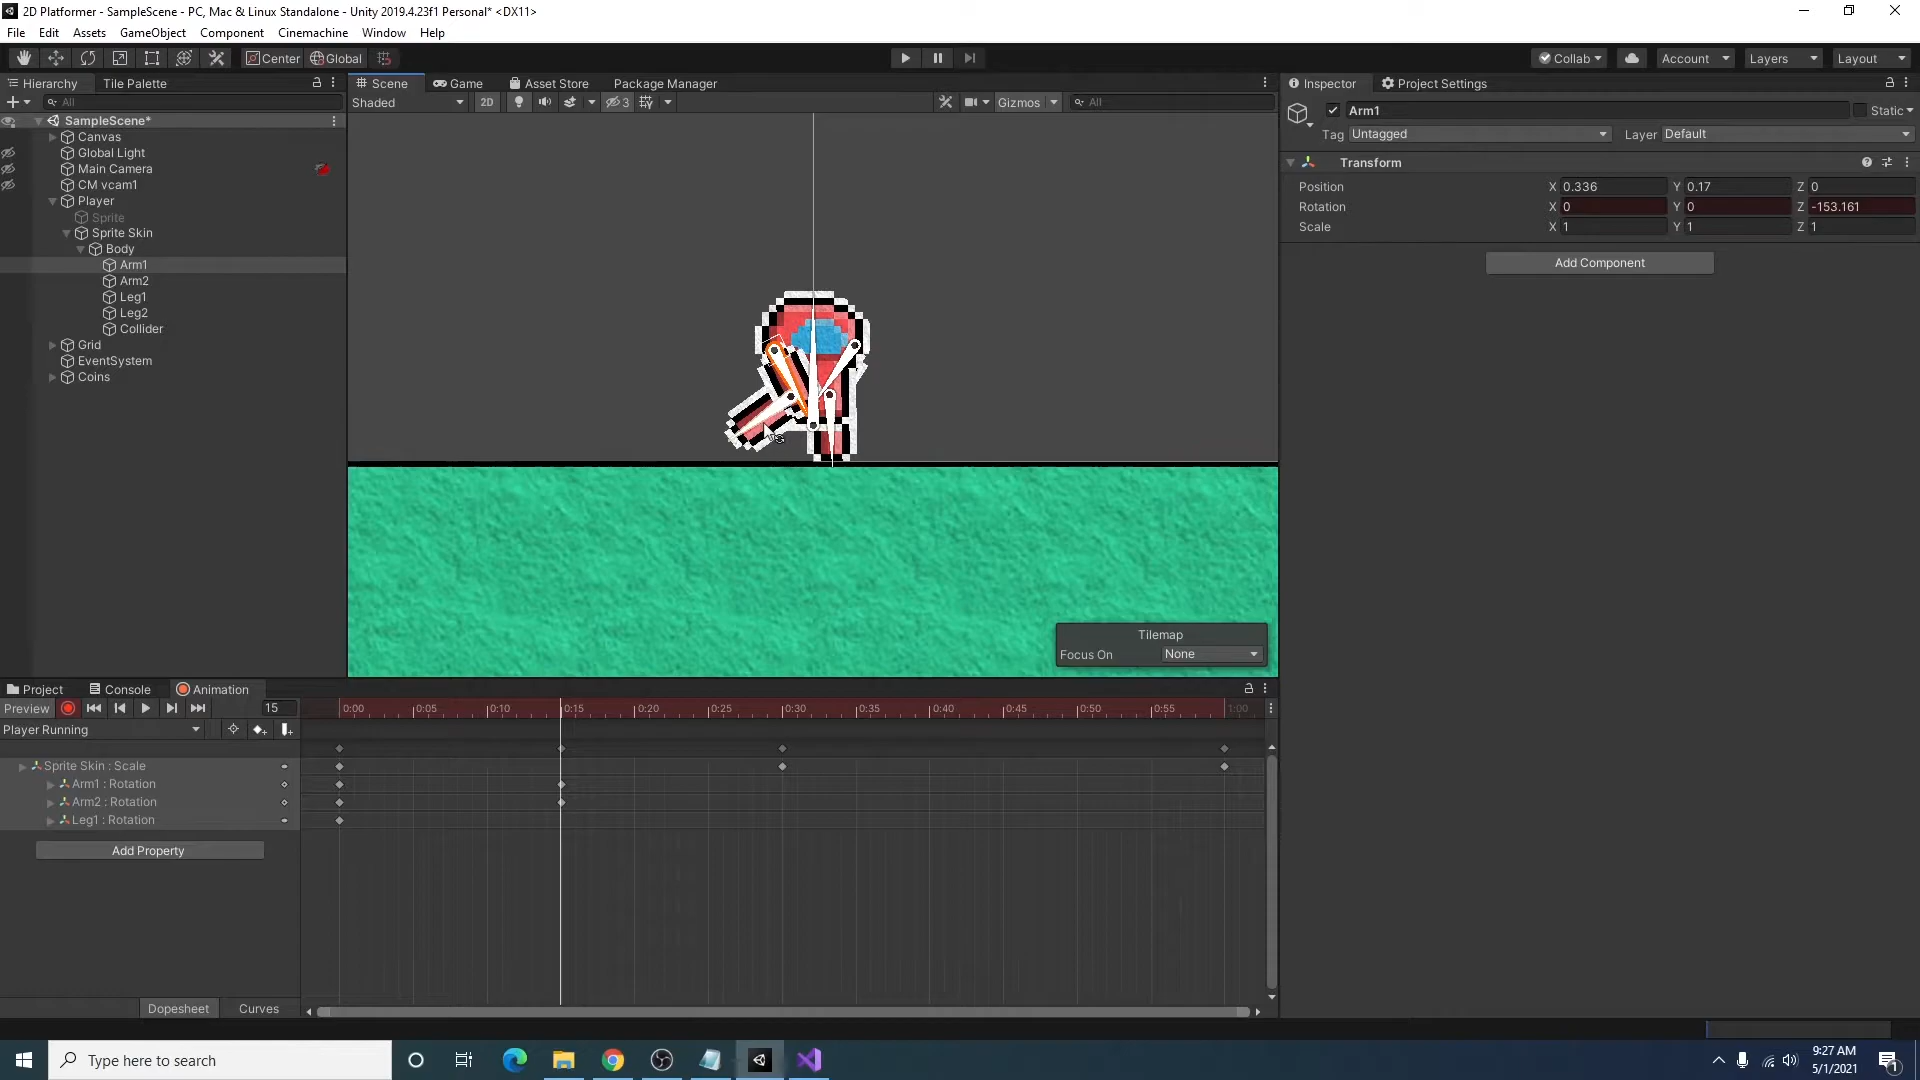 2D Platformer - SampleScene - PC, Mac & Linux Standalone - Unity 2019.4.23f1 Personal* <DX11>
File Edit Assets GameObject Component Cinemachine Window Help
Center Global Collab Account Layers Layout
Hierarchy Tile Palette
All
SampleScene*
Canvas
Global Light
Main Camera
CM vcam1
Player
Sprite
Sprite Skin
Body
Arm1
Arm2
Leg1
Leg2
Collider
Grid
EventSystem
Coins
Scene Game Asset Store Package Manager
Shaded 2D 3 Gizmos All
Tilemap
Focus On None
Inspector Project Settings
Arm1 Static
Tag Untagged Layer Default
Transform
Position X 0.336 Y 0.17 Z 0
Rotation X 0 Y 0 Z -153.161
Scale X 1 Y 1 Z 1
Add Component
Project Console Animation
Preview 15 0:00 0:05 0:10 0:15 0:20 0:25 0:30 0:35 0:40 0:45 0:50 0:55 1:00
Player Running
Sprite Skin : Scale
Arm1 : Rotation
Arm2 : Rotation
Leg1 : Rotation
Add Property
Dopesheet Curves
Type here to search
9:27 AM
5/1/2021
1